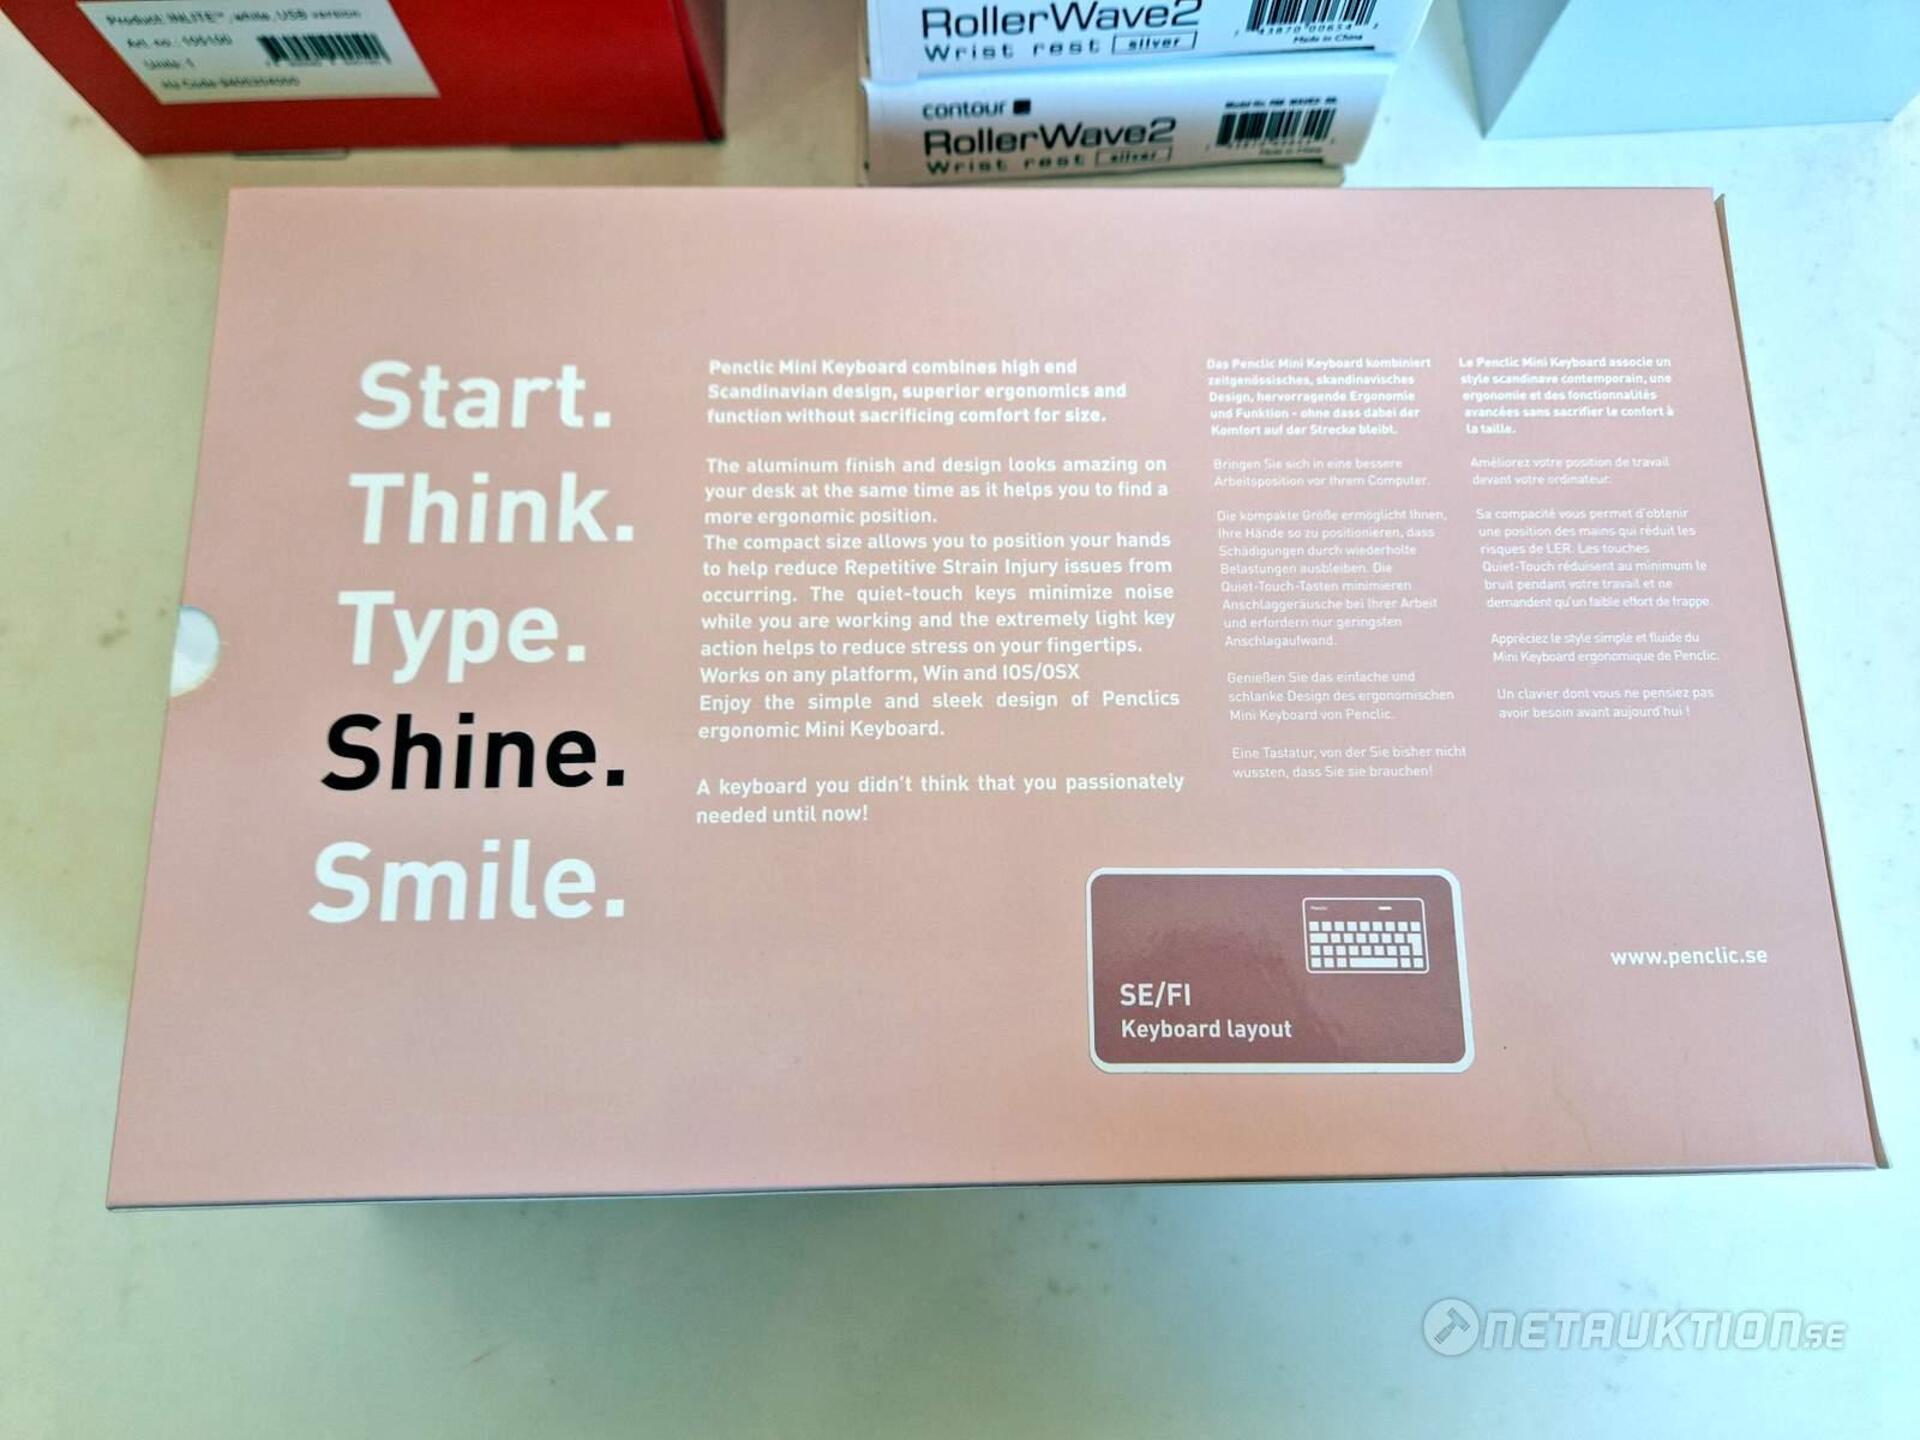 Product: INLITE™, white, USB version
Art. no.: 105100
Units: 1
RollerWave2
Wrist rest silver
Made in China
contour
RollerWave2
Wrist rest silver
Start.
Think.
Type.
Shine.
Smile.
Penclic Mini Keyboard combines high end
Scandinavian design, superior ergonomics and
function without sacrificing comfort for size.
The aluminum finish and design looks amazing on
your desk at the same time as it helps you to find a
more ergonomic position.
The compact size allows you to position your hands
to help reduce Repetitive Strain Injury issues from
occurring. The quiet-touch keys minimize noise
while you are working and the extremely light key
action helps to reduce stress on your fingertips.
Works on any platform, Win and IOS/OSX
Enjoy the simple and sleek design of Penclics
ergonomic Mini Keyboard.
A keyboard you didn't think that you passionately
needed until now!
Das Penclic Mini Keyboard kombiniert
zeitgenössisches, skandinavisches
Design, hervorragende Ergonomie
und Funktion - ohne dass dabei der
Komfort auf der Strecke bleibt.
Bringen Sie sich in eine bessere
Arbeitsposition vor Ihrem Computer.
Die kompakte Größe ermöglicht Ihnen,
Ihre Hände so zu positionieren, dass
Schädigungen durch wiederholte
Belastungen ausbleiben. Die
Quiet-Touch-Tasten minimieren
Anschlaggeräusche bei Ihrer Arbeit
und erfordern nur geringsten
Anschlagaufwand.
Genießen Sie das einfache und
schlanke Design des ergonomischen
Mini Keyboard von Penclic.
Eine Tastatur, von der Sie bisher nicht
wussten, dass Sie sie brauchen!
Le Penclic Mini Keyboard associe un
style scandinave contemporain, une
ergonomie et des fonctionnalités
avancées sans sacrifier le confort à
la taille.
Améliorez votre position de travail
devant votre ordinateur.
Sa compacité vous permet d'obtenir
une position des mains qui réduit les
risques de LER. Les touches
Quiet-Touch réduisent au minimum le
bruit pendant votre travail et ne
demandent qu'un faible effort de frappe.
Appréciez le style simple et fluide du
Mini Keyboard ergonomique de Penclic.
Un clavier dont vous ne pensiez pas
avoir besoin avant aujourd'hui !
SE/FI
Keyboard layout
www.penclic.se
NETAUKTION.SE